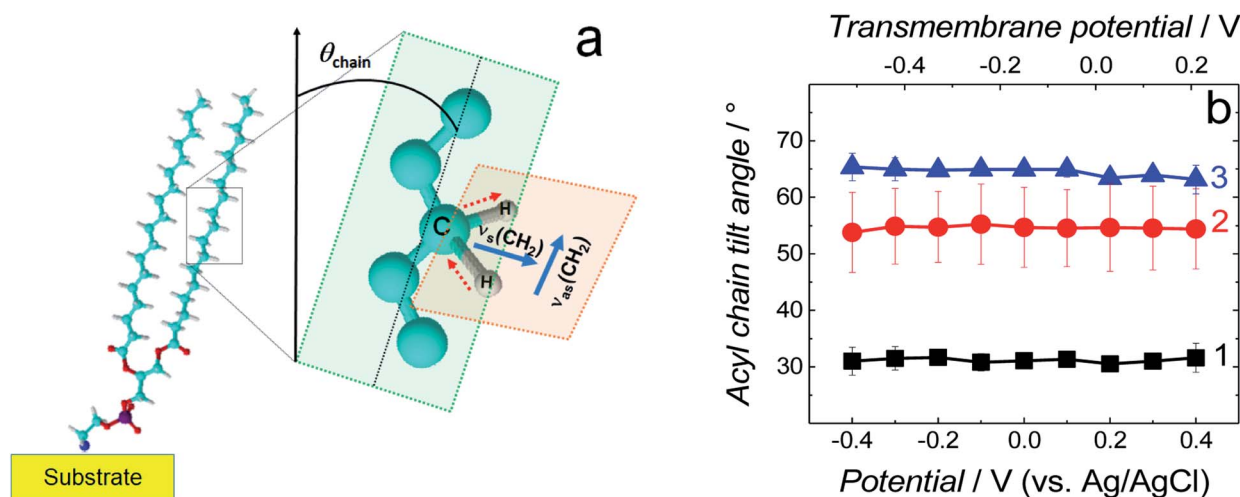 a
θchain
C
H
H
νs(CH2)
νas(CH2)
Substrate
Transmembrane potential / V
-0.4 -0.2 0.0 0.2
b
Acyl chain tilt angle / °
70
60
50
40
30
3
2
1
-0.4 -0.2 0.0 0.2 0.4
Potential / V (vs. Ag/AgCl)